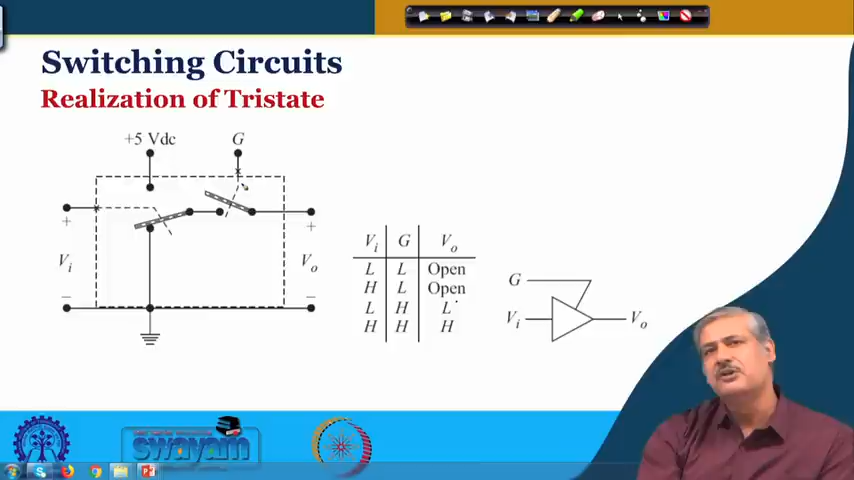 Switching Circuits
Realization of Tristate
+5 Vdc
G
+
Vi
−
+
Vo
−
Vi G Vo
L L Open
H L Open
L H L
H H H
G
Vi
Vo
swayam